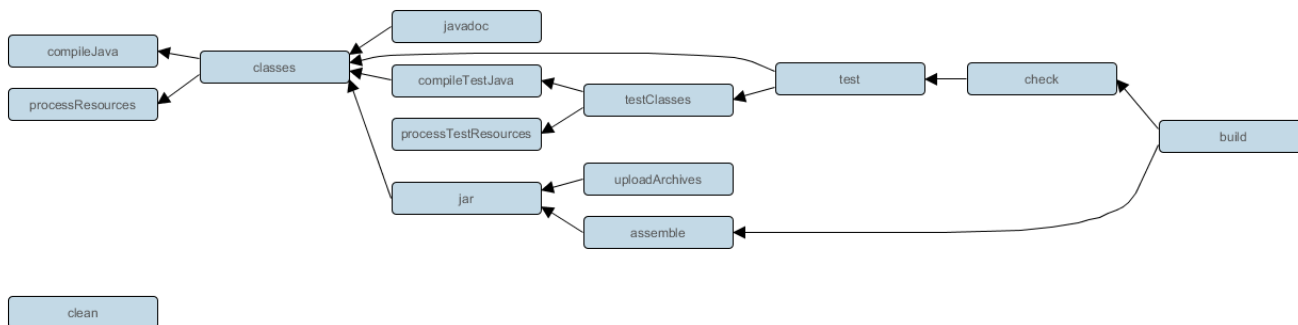 javadoc
compileJava
classes
compileTestJava
test
check
processResources
testClasses
processTestResources
build
uploadArchives
jar
assemble
clean